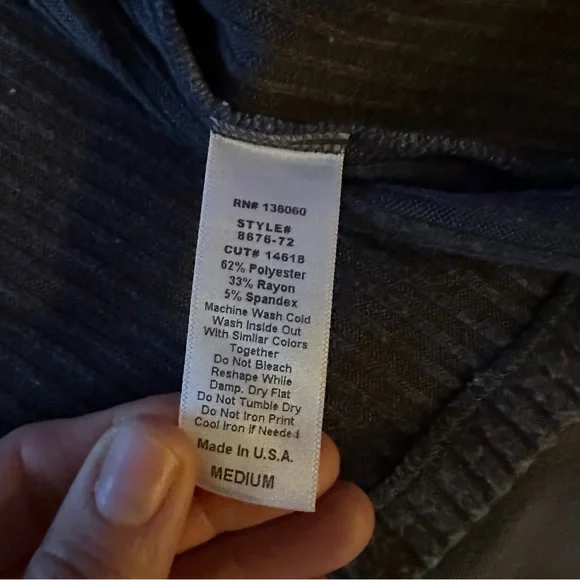 RN# 136060
STYLE#
8676-72
CUT# 14618
62% Polyester
33% Rayon
5% Spandex
Machine Wash Cold
Wash Inside Out
With Similar Colors
Together
Do Not Bleach
Reshape While
Damp. Dry Flat
Do Not Tumble Dry
Do Not Iron Print
Cool Iron if Needed
Made in U.S.A.
MEDIUM